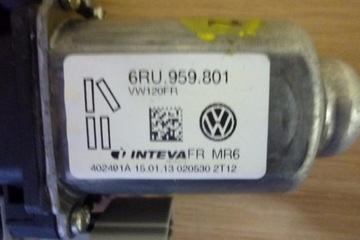 6RU.959.801
VW120FR
INTEVA FR MR6
402491A 15.01.13 020530 2T12